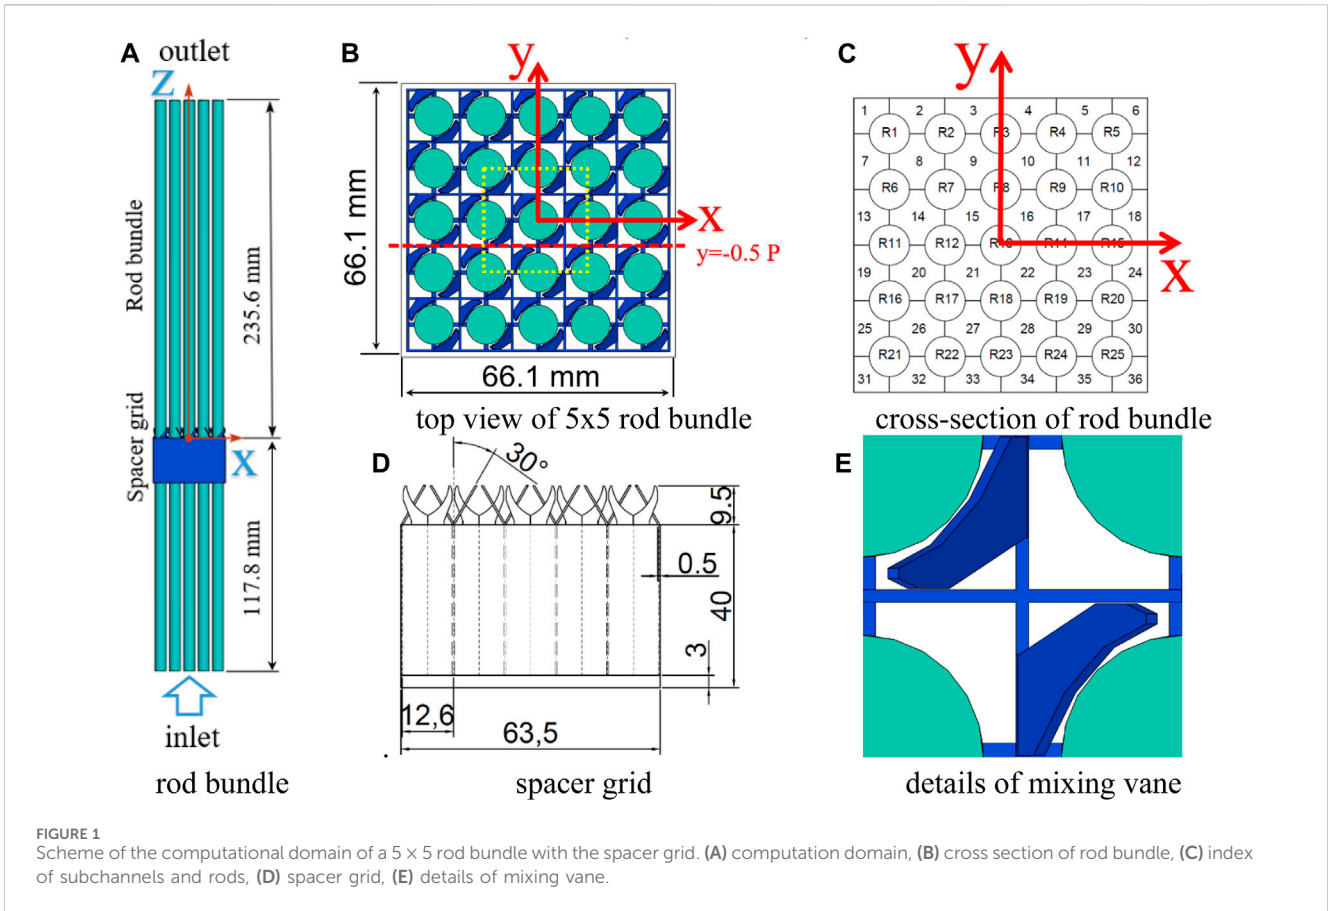 A
outlet
Z
Rod bundle
235.6 mm
Spacer grid
X
117.8 mm
inlet
rod bundle
B
y
66.1 mm
x
y=-0.5 P
66.1 mm
top view of 5x5 rod bundle
C
y
1 2 3 4 5 6
R1 R2 R3 R4 R5
7 8 9 10 11 12
R6 R7 R8 R9 R10
13 14 15 16 17 18
R11 R12 R15
X
19 20 21 22 23 24
R16 R17 R18 R19 R20
25 26 27 28 29 30
R21 R22 R23 R24 R25
31 32 33 34 35 36
cross-section of rod bundle
D
30°
9.5
0.5
40
3
12,6
63,5
spacer grid
E
details of mixing vane
FIGURE 1
Scheme of the computational domain of a 5 × 5 rod bundle with the spacer grid. (A) computation domain, (B) cross section of rod bundle, (C) index
of subchannels and rods, (D) spacer grid, (E) details of mixing vane.